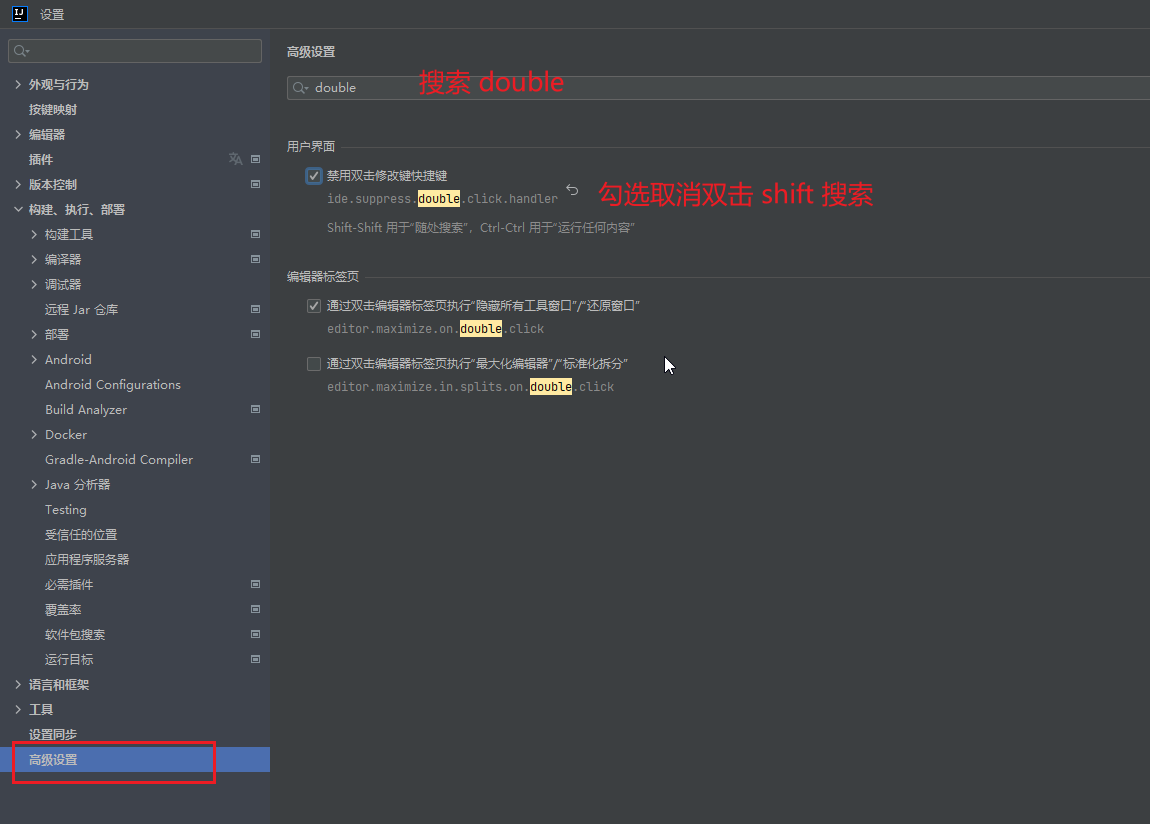 设置
外观与行为
按键映射
编辑器
插件
版本控制
构建、执行、部署
构建工具
编译器
调试器
远程 Jar 仓库
部署
Android
Android Configurations
Build Analyzer
Docker
Gradle-Android Compiler
Java 分析器
Testing
受信任的位置
应用程序服务器
必需插件
覆盖率
软件包搜索
运行目标
语言和框架
工具
设置同步
高级设置
高级设置
double
搜索 double
用户界面
禁用双击修改键快捷键
ide.suppress.double.click.handler
勾选取消双击 shift 搜索
Shift-Shift 用于“随处搜索”，Ctrl-Ctrl 用于“运行任何内容”
编辑器标签页
通过双击编辑器标签页执行“隐藏所有工具窗口”/“还原窗口”
editor.maximize.on.double.click
通过双击编辑器标签页执行“最大化编辑器”/“标准化拆分”
editor.maximize.in.splits.on.double.click